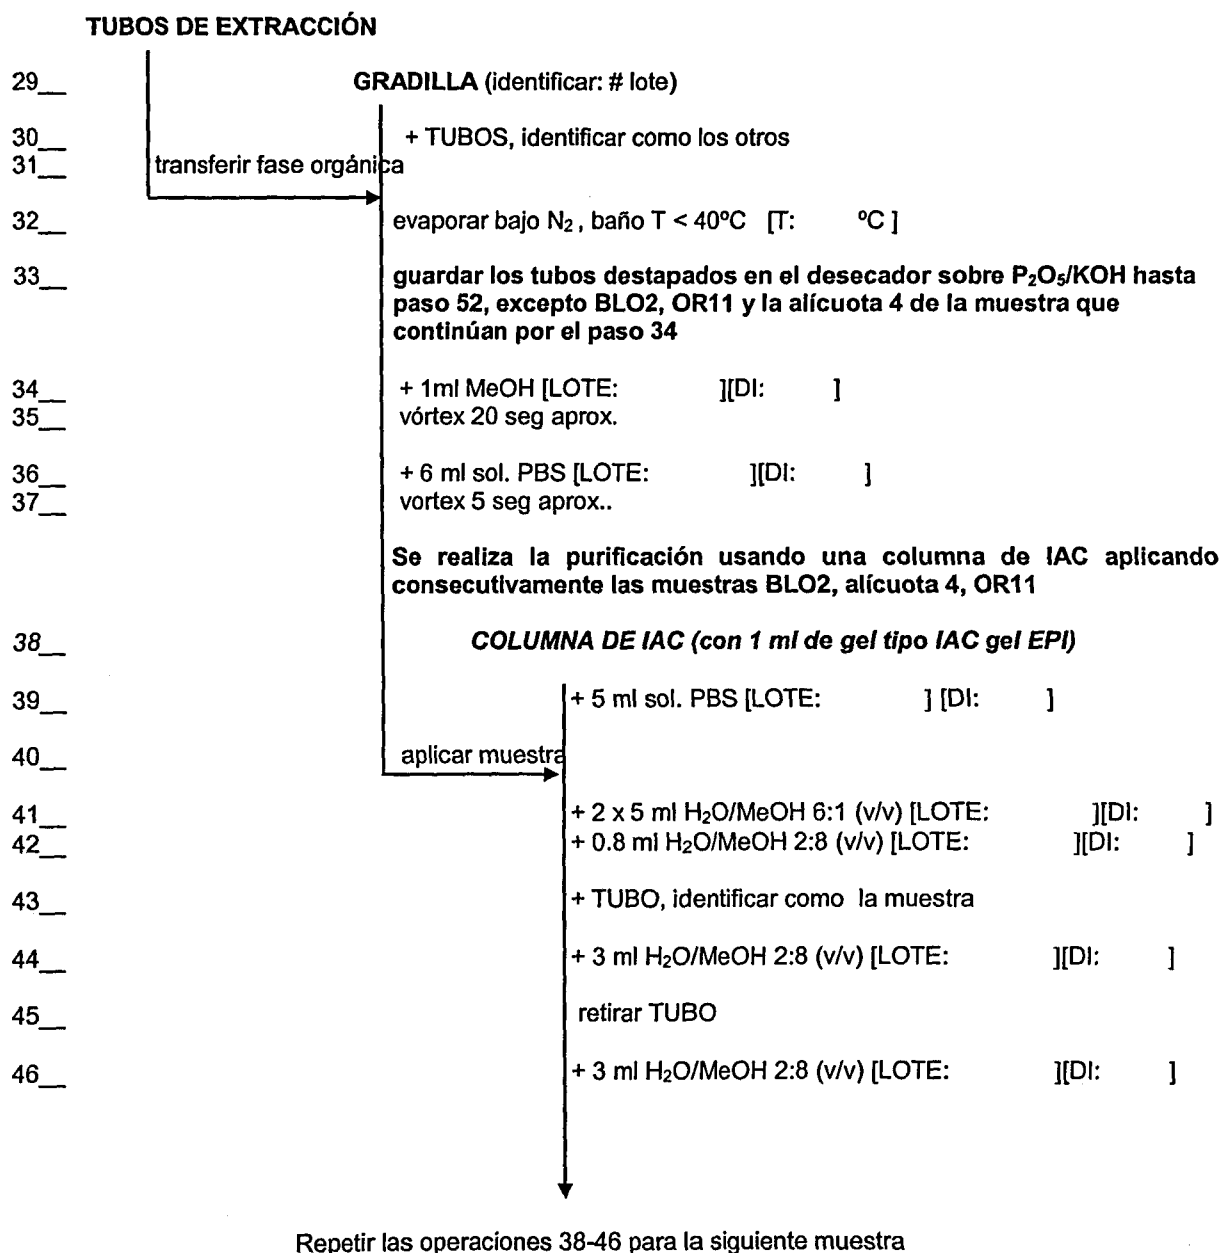 TUBOS DE EXTRACCIÓN
29__ GRADILLA (identificar: # lote)
30__ + TUBOS, identificar como los otros
31__ transferir fase orgánica
32__ evaporar bajo N₂ , baño T < 40ºC [T: ºC ]
33__ guardar los tubos destapados en el desecador sobre P₂O₅/KOH hasta
paso 52, excepto BLO2, OR11 y la alícuota 4 de la muestra que
continúan por el paso 34
34__ + 1ml MeOH [LOTE: ][DI: ]
35__ vórtex 20 seg aprox.
36__ + 6 ml sol. PBS [LOTE: ][DI: ]
37__ vortex 5 seg aprox..
Se realiza la purificación usando una columna de IAC aplicando
consecutivamente las muestras BLO2, alícuota 4, OR11
38__ COLUMNA DE IAC (con 1 ml de gel tipo IAC gel EPI)
39__ + 5 ml sol. PBS [LOTE: ] [DI: ]
40__ aplicar muestra
41__ + 2 x 5 ml H₂O/MeOH 6:1 (v/v) [LOTE: ][DI: ]
42__ + 0.8 ml H₂O/MeOH 2:8 (v/v) [LOTE: ][DI: ]
43__ + TUBO, identificar como la muestra
44__ + 3 ml H₂O/MeOH 2:8 (v/v) [LOTE: ][DI: ]
45__ retirar TUBO
46__ + 3 ml H₂O/MeOH 2:8 (v/v) [LOTE: ][DI: ]
Repetir las operaciones 38-46 para la siguiente muestra